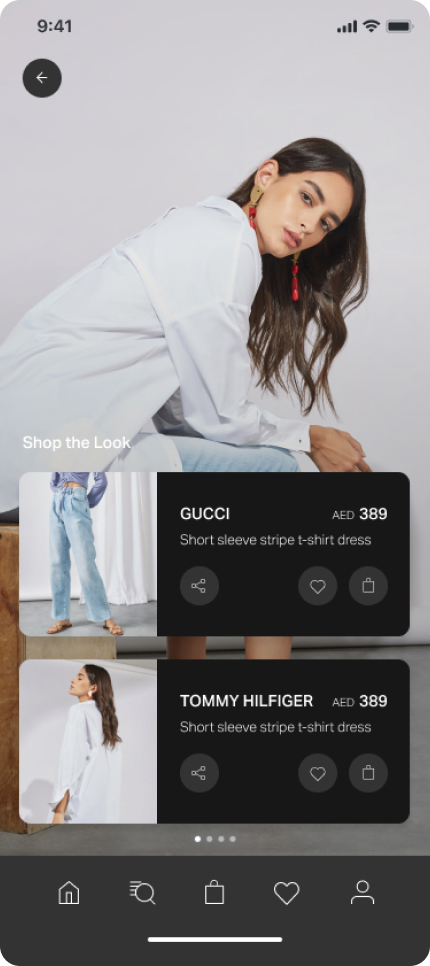 9:41
Shop the Look
GUCCI AED 389
Short sleeve stripe t-shirt dress
TOMMY HILFIGER AED 389
Short sleeve stripe t-shirt dress